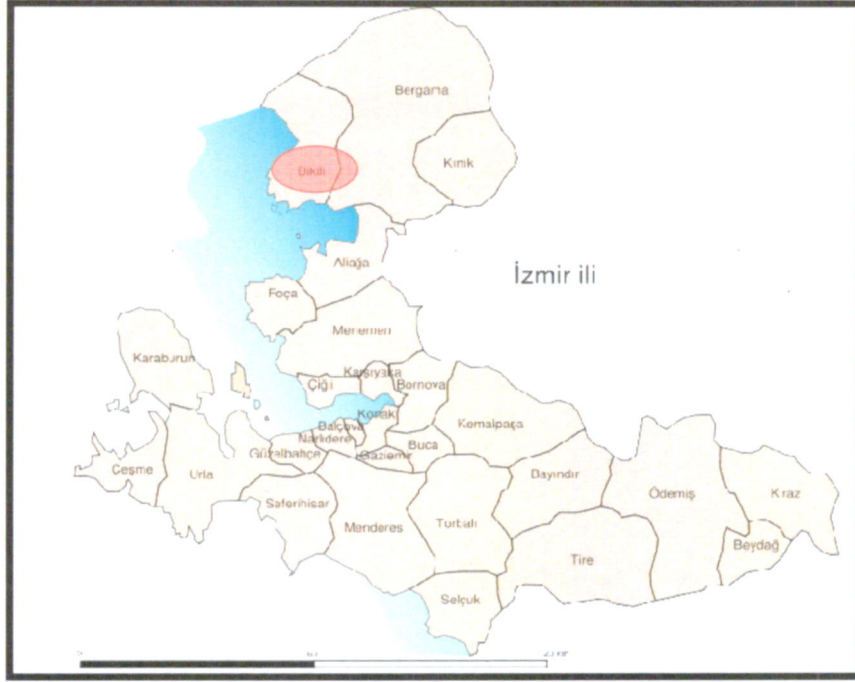 Bergama
Dikili
Kınık
Aliağa
İzmir ili
Foça
Menemen
Karaburun
Karşıyaka
Çiğli
Bornova
Konak
Kemalpaşa
Balçova
Narlıdere
Buca
Güzelbahçe
Gaziemir
Çeşme
Urla
Bayındır
Ödemiş
Kiraz
Seferihisar
Menderes
Torbalı
Beydağ
Tire
Selçuk